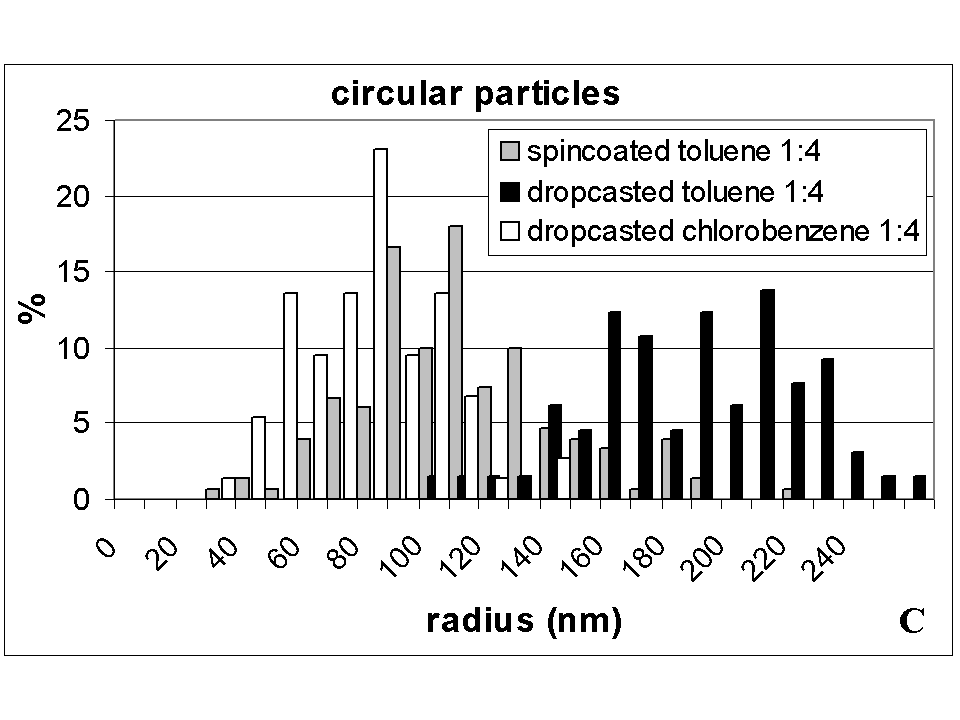 circular particles
25
20
15
10
5
0
%
spincoated toluene 1:4
dropcasted toluene 1:4
dropcasted chlorobenzene 1:4
0 20 40 60 80 100 120 140 160 180 200 220 240
radius (nm)
C